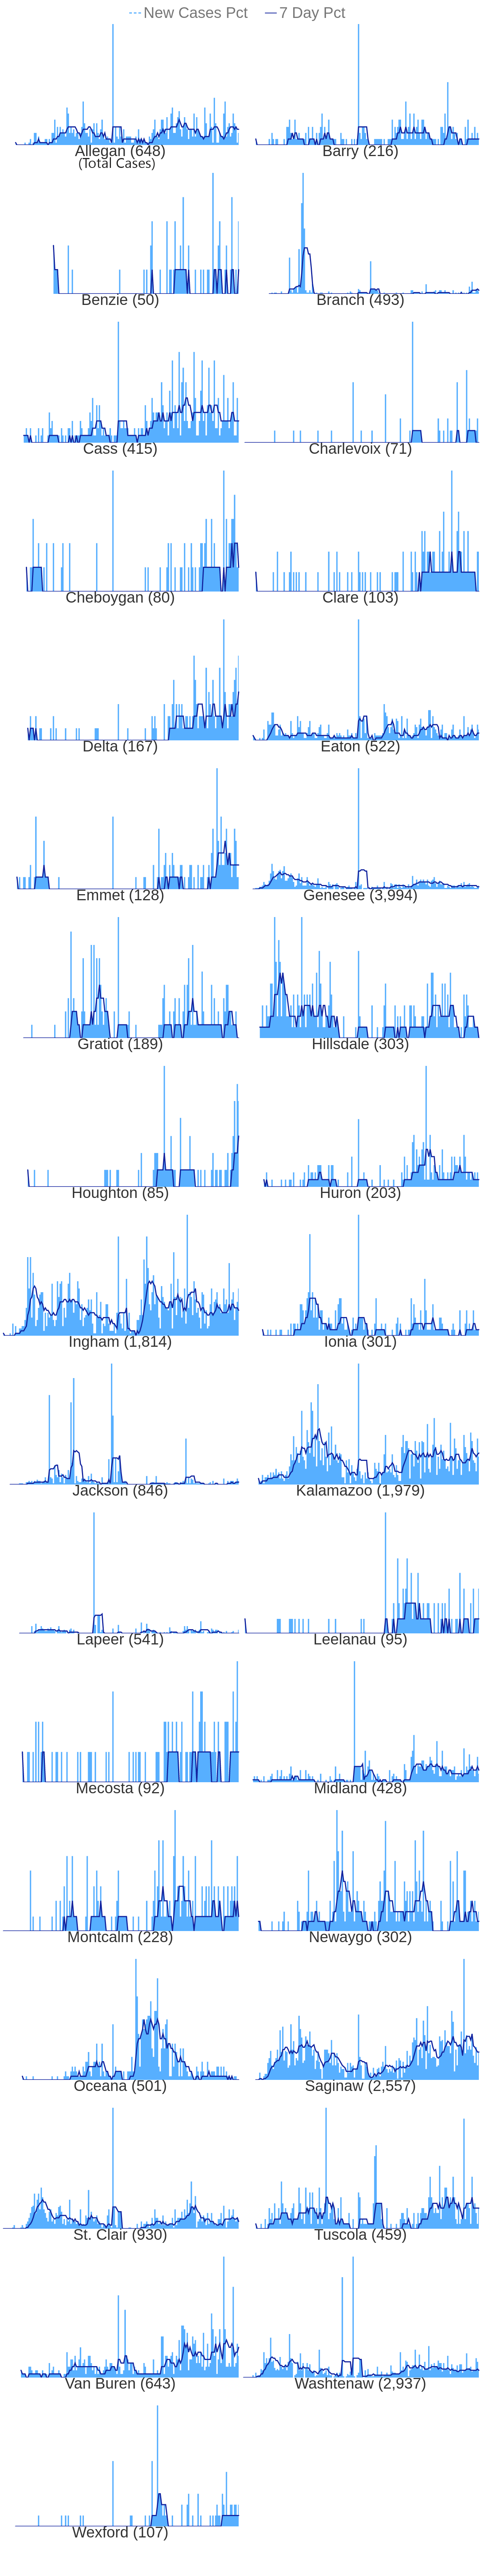 New Cases Pct 7 Day Pct
Allegan (648) Barry (216)
(Total Cases)
Benzie (50) Branch (493)
Cass (415) Charlevoix (71)
Cheboygan (80) Clare (103)
Delta (167) Eaton (522)
Emmet (128) Genesee (3,994)
Gratiot (189) Hillsdale (303)
Houghton (85) Huron (203)
Ingham (1,814) Ionia (301)
Jackson (846) Kalamazoo (1,979)
Lapeer (541) Leelanau (95)
Mecosta (92) Midland (428)
Montcalm (228) Newaygo (302)
Oceana (501) Saginaw (2,557)
St. Clair (930) Tuscola (459)
Van Buren (643) Washtenaw (2,937)
Wexford (107)